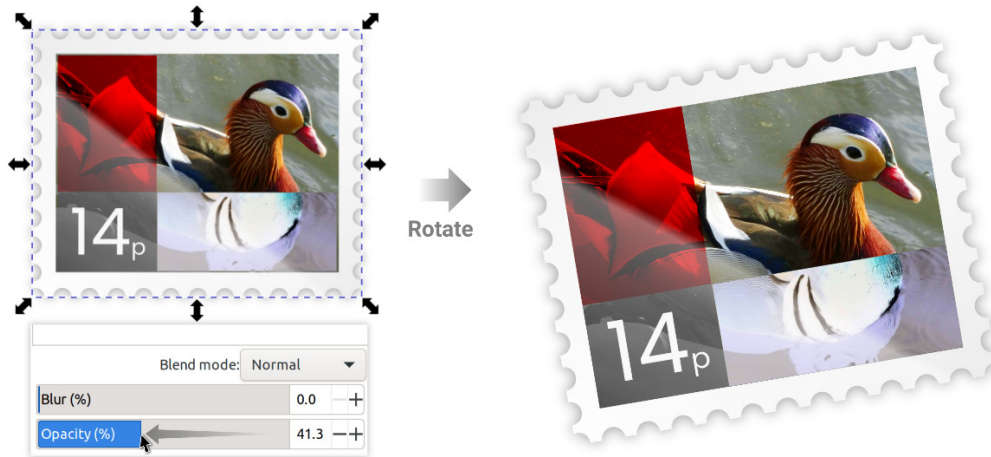 14p
Rotate
14p
Blend mode: Normal
Blur (%) 0.0
Opacity (%) 41.3